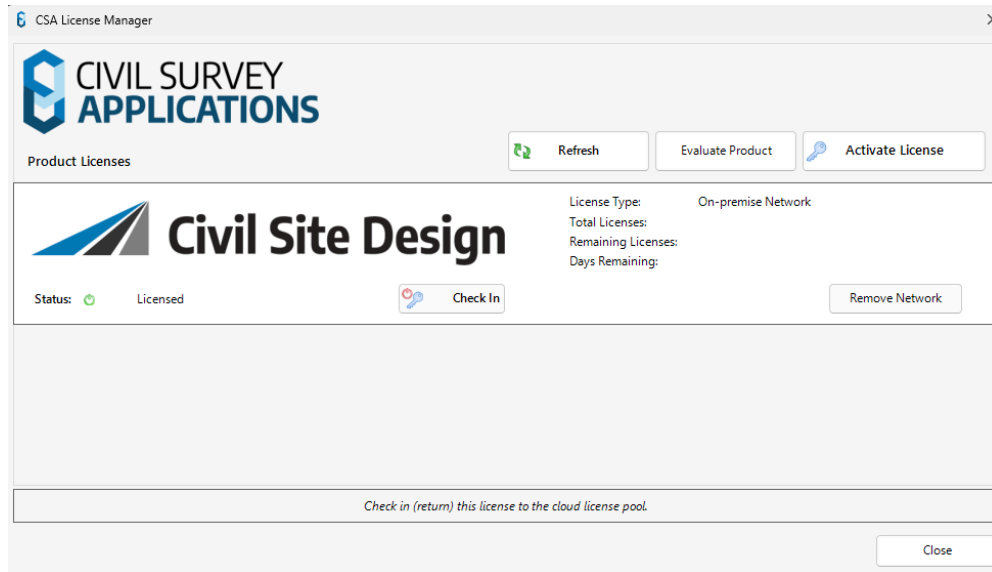 CSA License Manager
CIVIL SURVEY
APPLICATIONS
Product Licenses
Refresh
Evaluate Product
Activate License
Civil Site Design
License Type: On-premise Network
Total Licenses:
Remaining Licenses:
Days Remaining:
Status: Licensed
Check In
Remove Network
Check in (return) this license to the cloud license pool.
Close